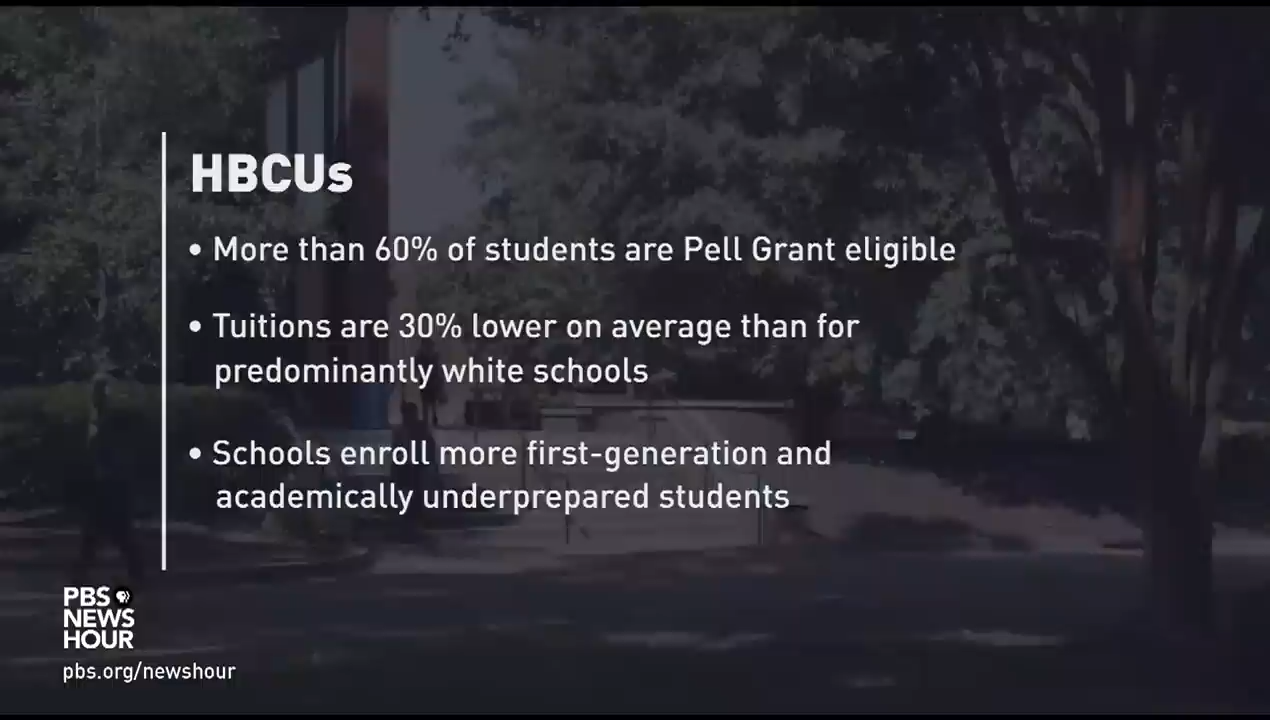 HBCUs
• More than 60% of students are Pell Grant eligible
• Tuitions are 30% lower on average than for
predominantly white schools
• Schools enroll more first-generation and
academically underprepared students
PBS
NEWS
HOUR
pbs.org/newshour